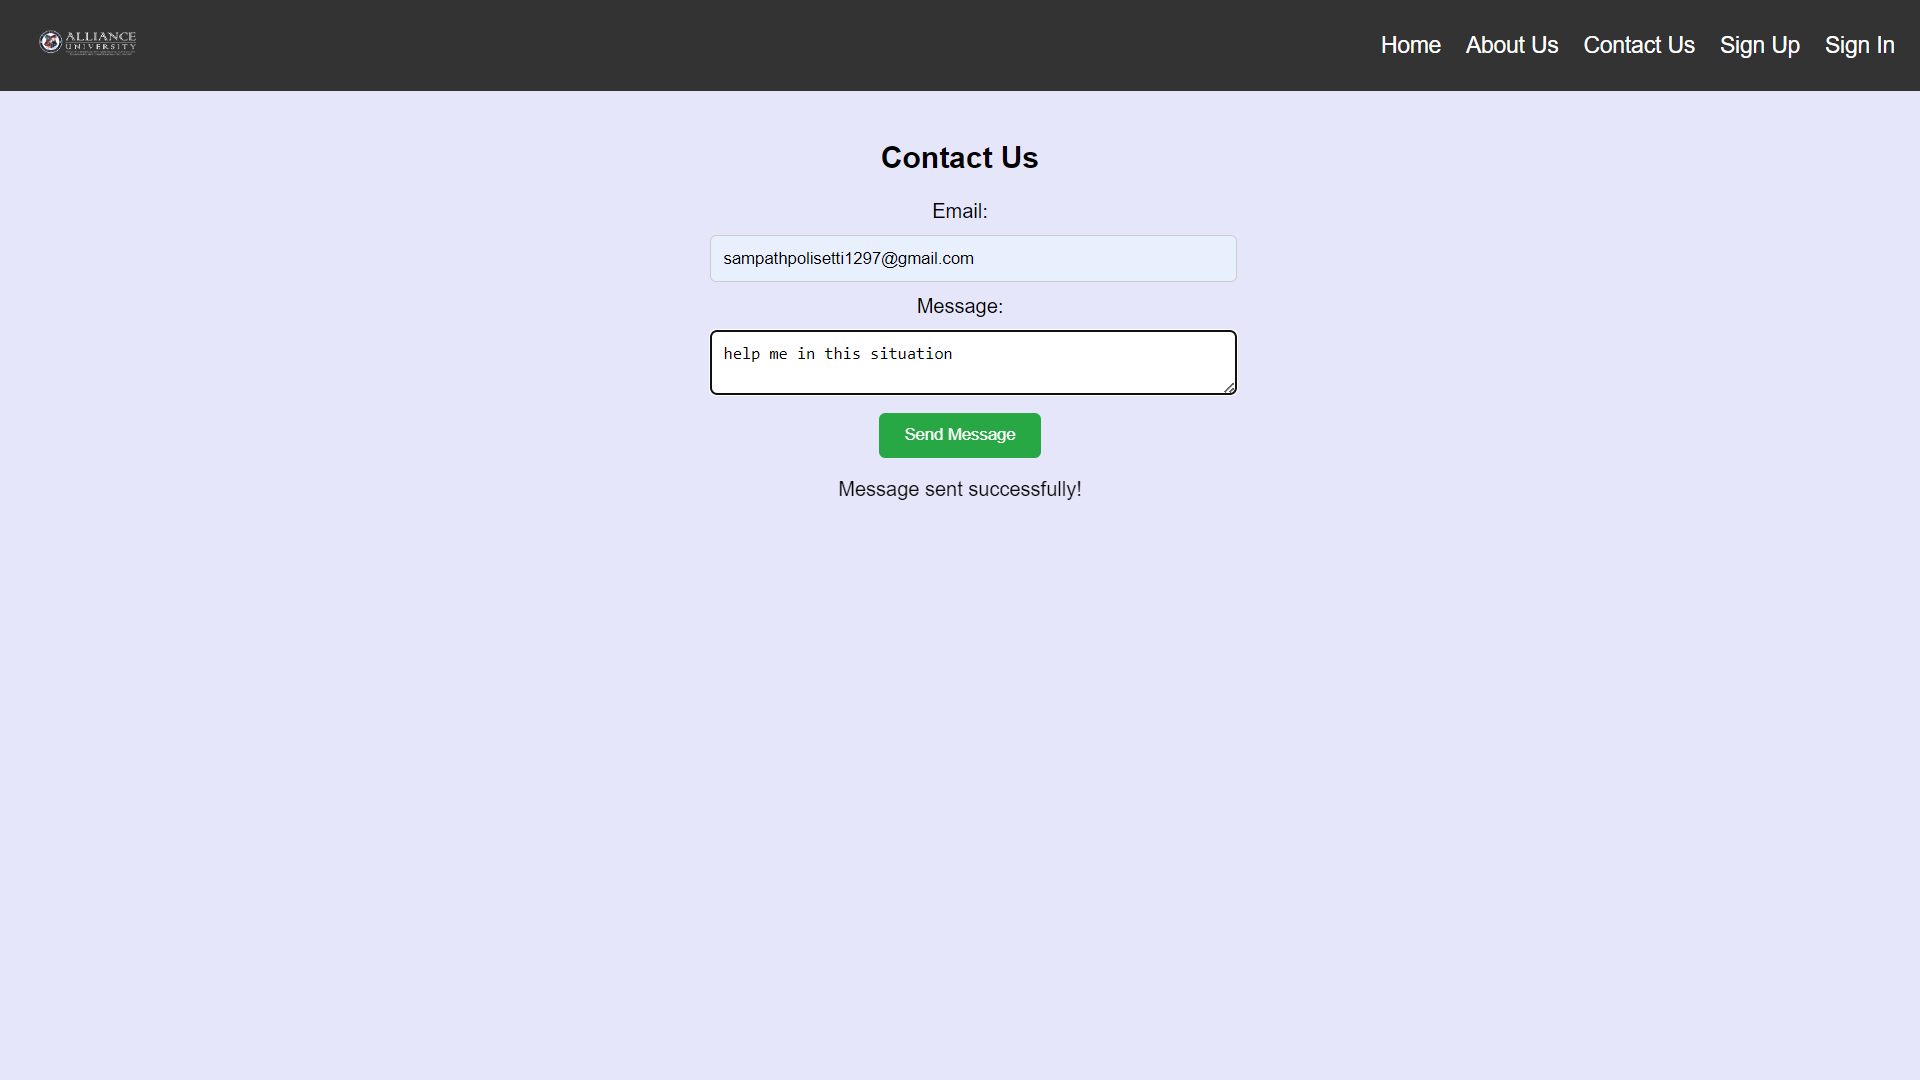 ALLIANCE
UNIVERSITY
Home About Us Contact Us Sign Up Sign In
Contact Us
Email:
sampathpolisetti1297@gmail.com
Message:
help me in this situation
Send Message
Message sent successfully!